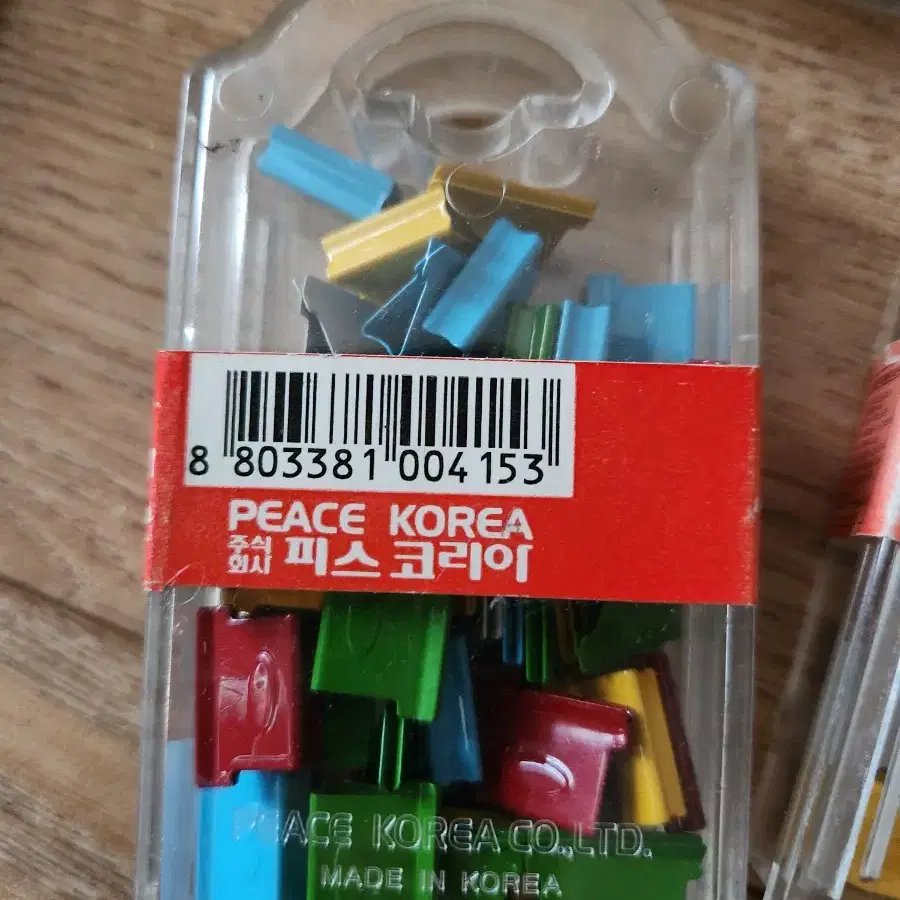 8 803381 004153
PEACE KOREA
주식회사 피스 코리아
PEACE KOREA CO., LTD.
MADE IN KOREA